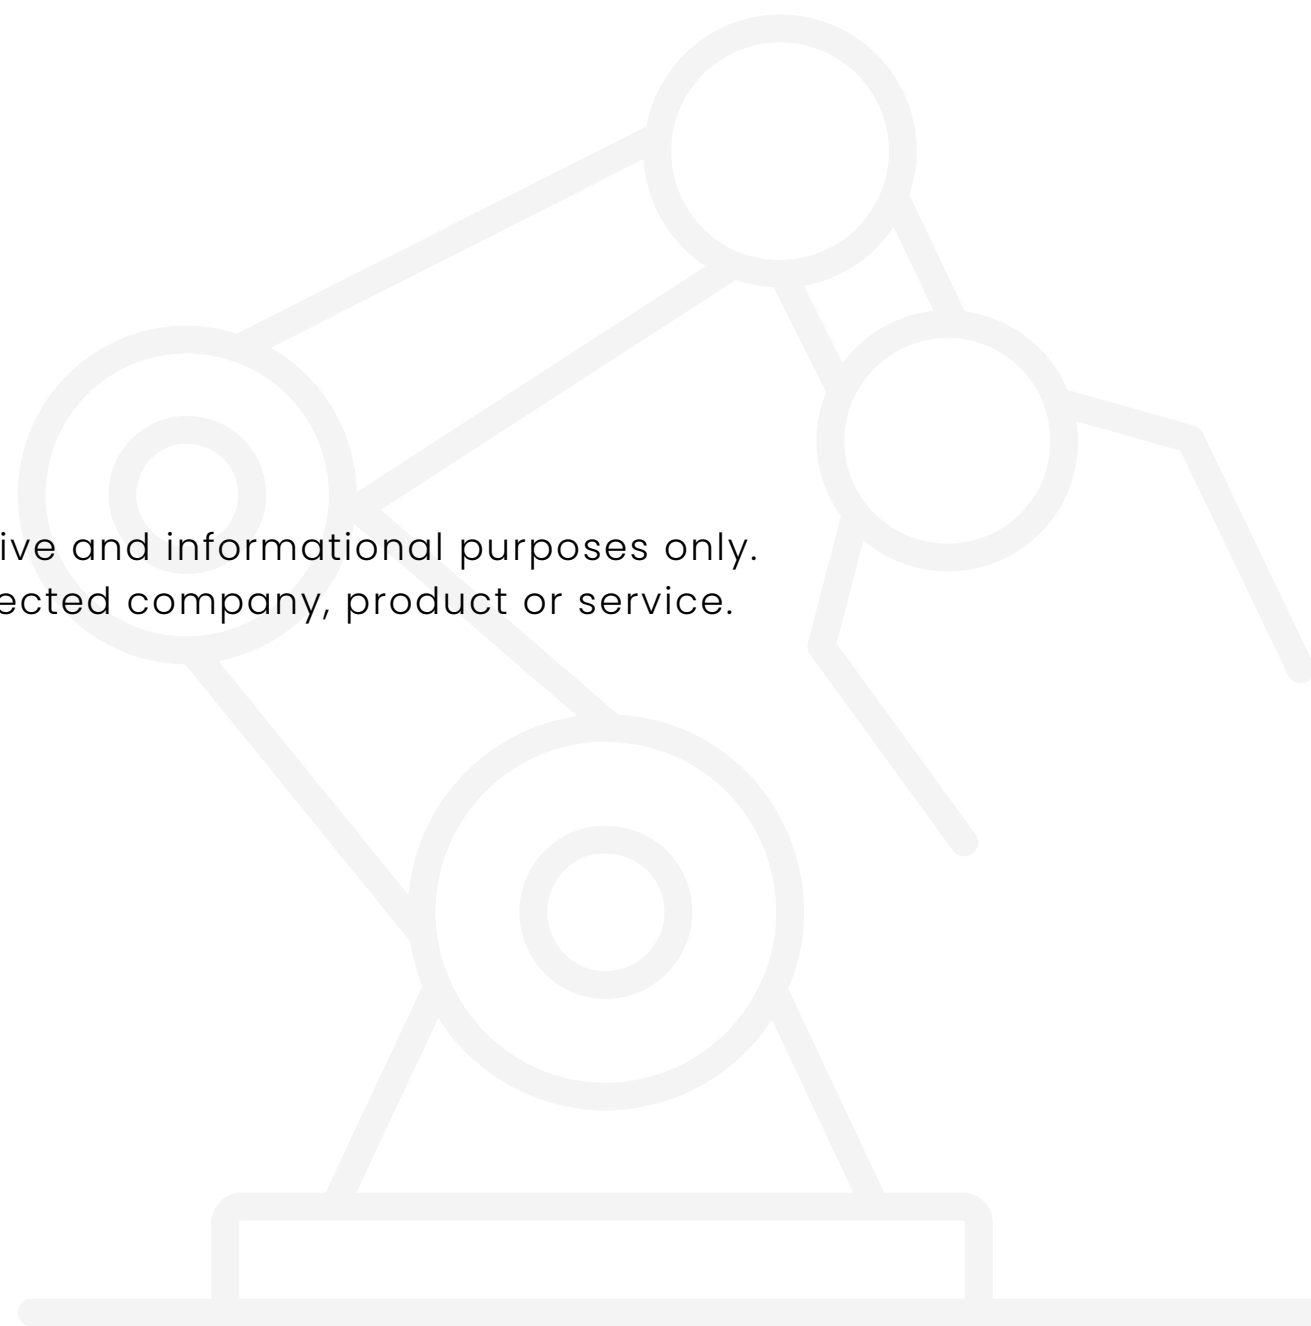 ive and informational purposes only.
ected company, product or service.